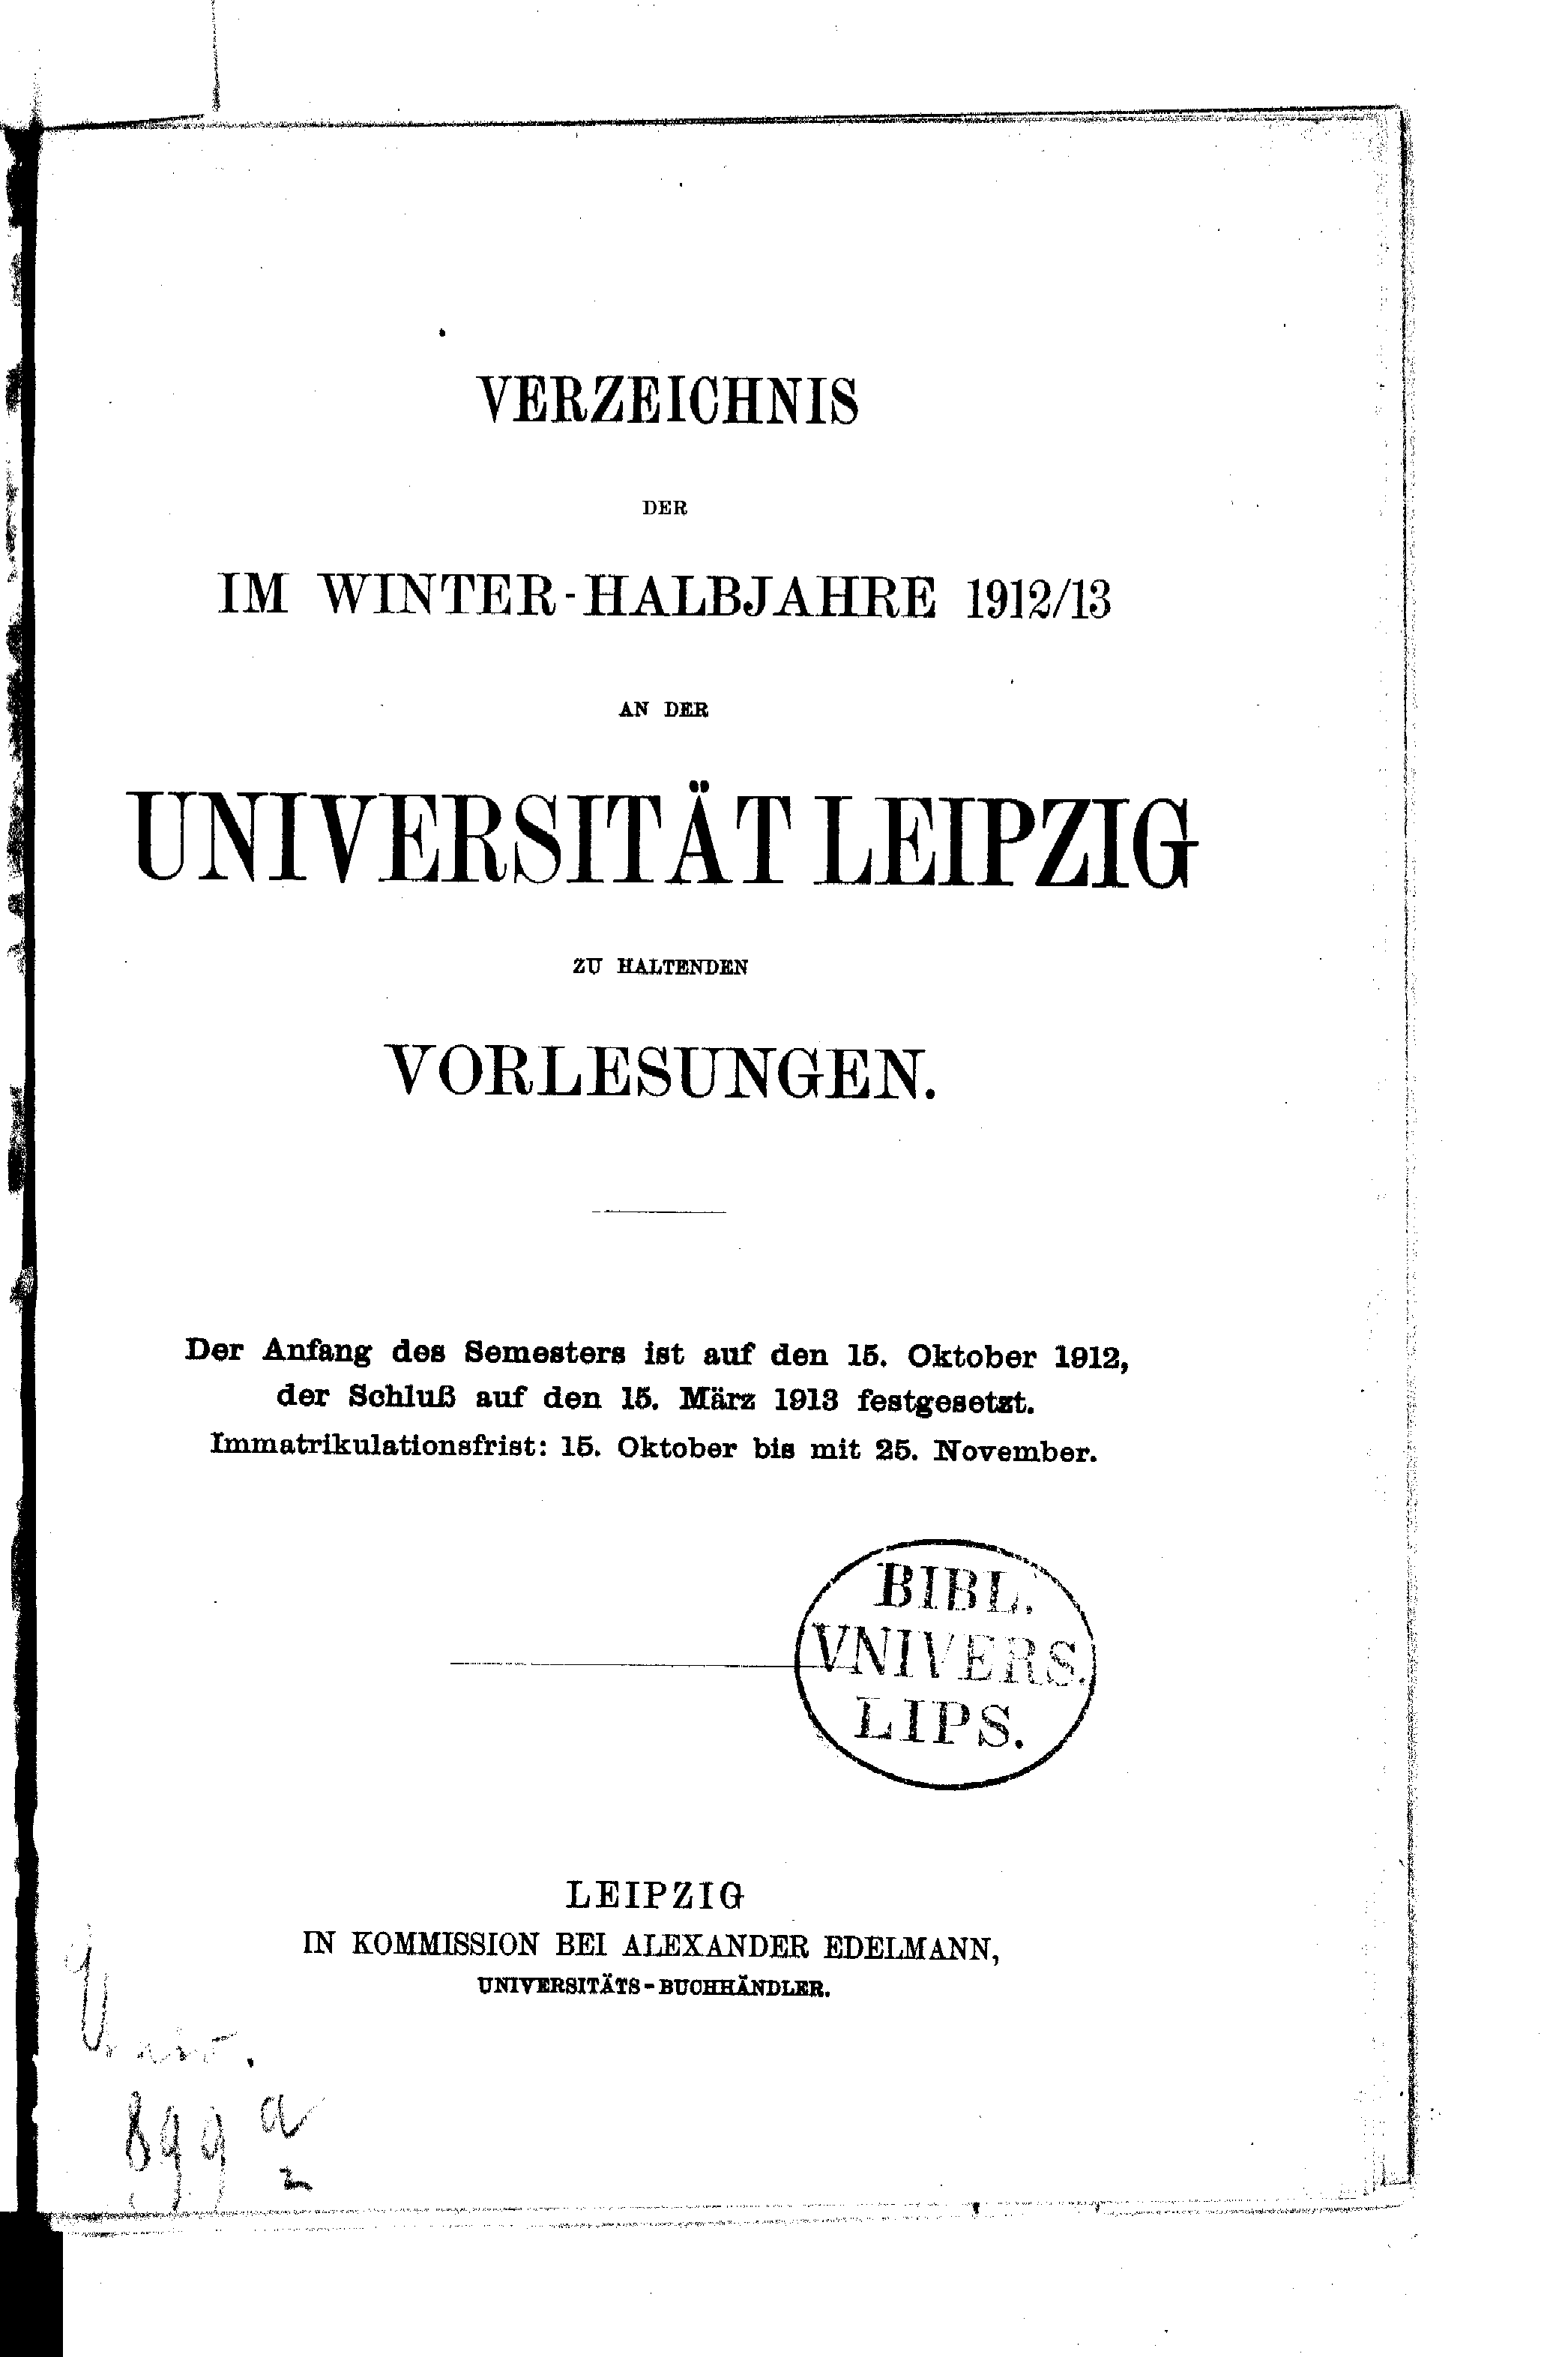 VERZEICHNIS
DER
IM WINTER-HALBJAHRE 1912/13
AN DER
UNIVERSITÄT LEIPZIG
ZU HALTENDEN
VORLESUNGEN.
Der Anfang des Semesters ist auf den 15. Oktober 1912,
der Schluß auf den 15. März 1913 festgesetzt.
Immatrikulationsfrist: 15. Oktober bis mit 25. November.
BIBL.
VNIVERS.
LIPS.
LEIPZIG
IN KOMMISSION BEI ALEXANDER EDELMANN,
UNIVERSITÄTS-BUCHHÄNDLER.
899 a